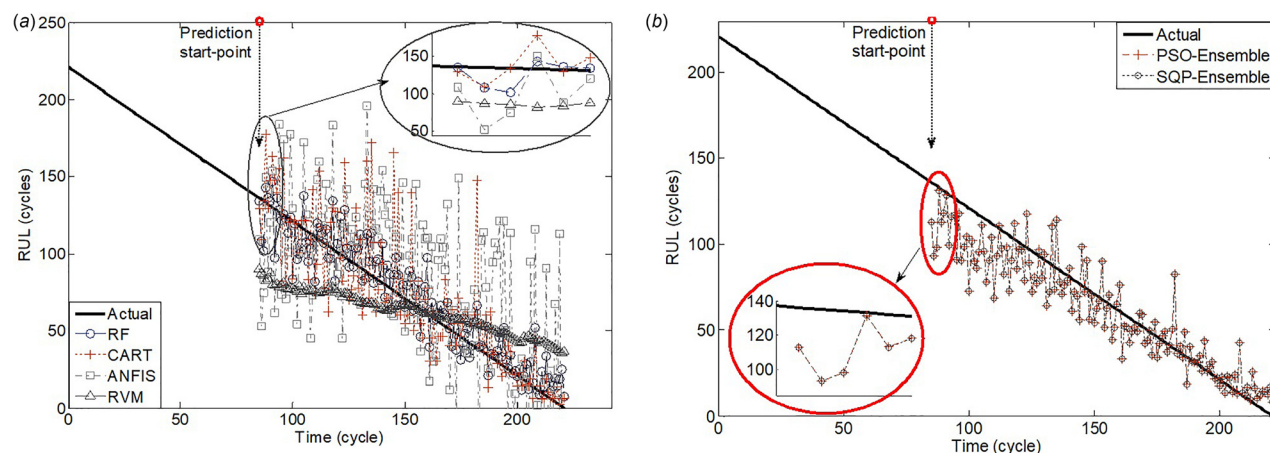 (a)
250
200
150
100
50
0
RUL (cycles)
0 50 100 150 200
Time (cycle)
Prediction
start-point
150
100
50
Actual
RF
CART
ANFIS
RVM
(b)
200
150
100
50
0
RUL (cycles)
0 50 100 150 200
Time (cycle)
Prediction
start-point
Actual
PSO-Ensemble
SQP-Ensemble
140
120
100